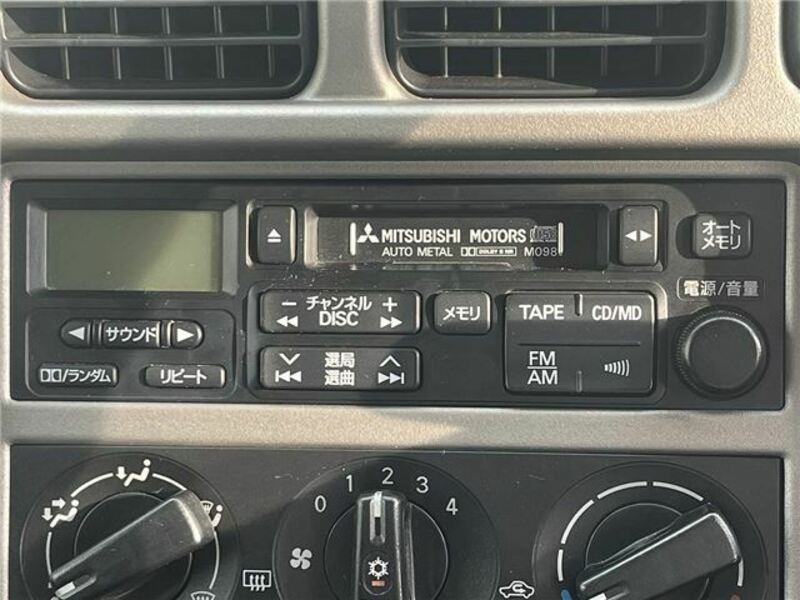 MITSUBISHI MOTORS
AUTO METAL DOLBY B NR M098
オート
メモリ
電源/音量
− チャンネル +
DISC
メモリ
TAPE CD/MD
FM
AM
サウンド
/ランダム
リピート
選局
選曲
0 1 2 3 4